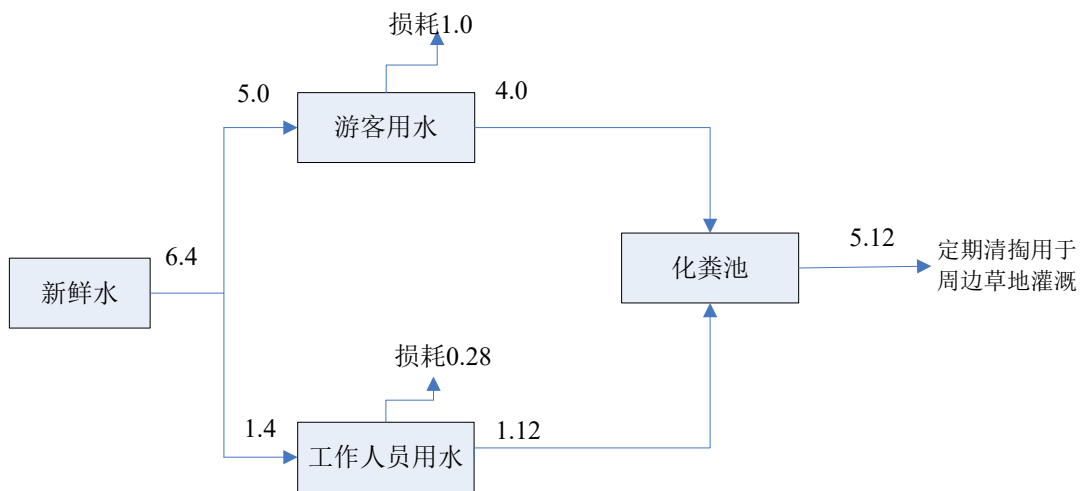 损耗1.0
5.0
4.0
游客用水
6.4
新鲜水
化粪池
5.12
定期清掏用于
周边草地灌溉
损耗0.28
1.4
1.12
工作人员用水